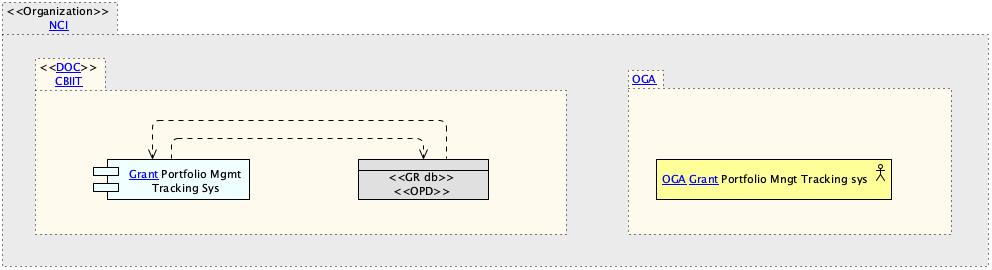 <<Organization>>
NCI
<<DOC>>
CBIIT
OGA
Grant Portfolio Mgmt
Tracking Sys
<<GR db>>
<<OPD>>
OGA Grant Portfolio Mngt Tracking sys